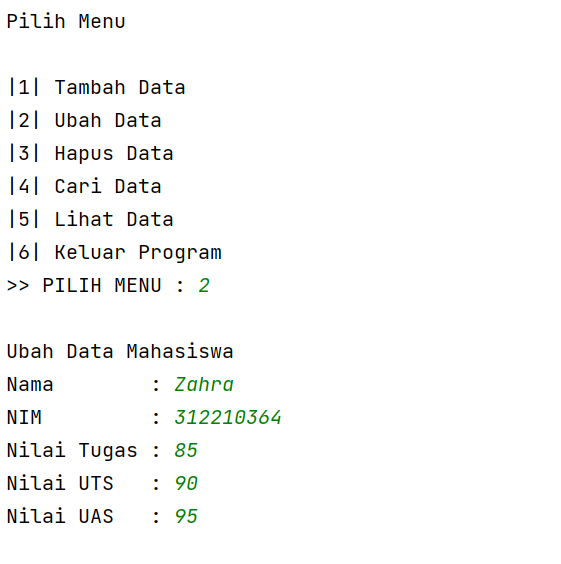 Pilih Menu
|1| Tambah Data
|2| Ubah Data
|3| Hapus Data
|4| Cari Data
|5| Lihat Data
|6| Keluar Program
>> PILIH MENU : 2
Ubah Data Mahasiswa
Nama        : Zahra
NIM         : 312210364
Nilai Tugas : 85
Nilai UTS   : 90
Nilai UAS   : 95